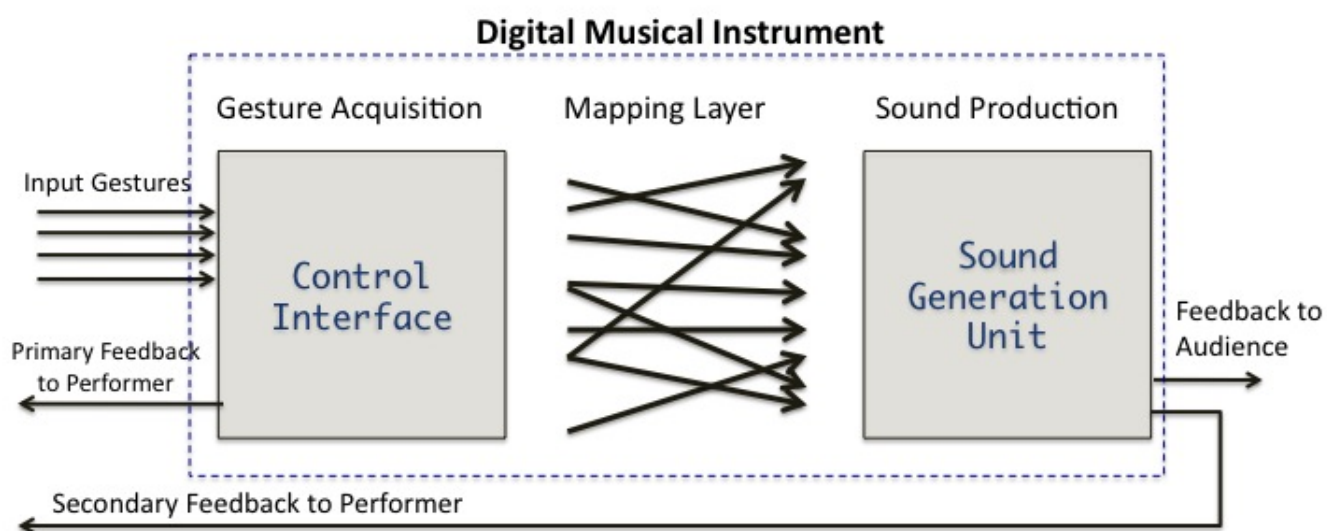 Digital Musical Instrument
Gesture Acquisition
Mapping Layer
Sound Production
Input Gestures
Control
Interface
Sound
Generation
Unit
Primary Feedback
to Performer
Feedback to
Audience
Secondary Feedback to Performer